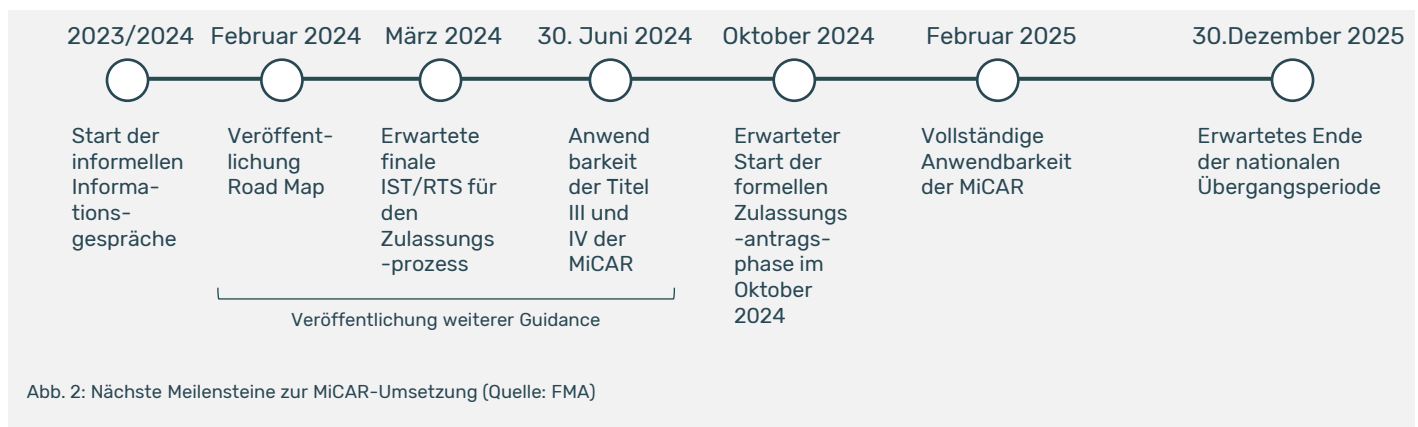 2023/2024
Start der
informellen
Informa-
tions-
gespräche
Februar 2024
Veröffent-
lichung
Road Map
März 2024
Erwartete
finale
IST/RTS für
den
Zulassungs
-prozess
30. Juni 2024
Anwend
barkeit
der Titel
III und
IV der
MiCAR
Veröffentlichung weiterer Guidance
Oktober 2024
Erwarteter
Start der
formellen
Zulassungs
-antrags-
phase im
Oktober
2024
Februar 2025
Vollständige
Anwendbarkeit
der MiCAR
30.Dezember 2025
Erwartetes Ende
der nationalen
Übergangsperiode
Abb. 2: Nächste Meilensteine zur MiCAR-Umsetzung (Quelle: FMA)